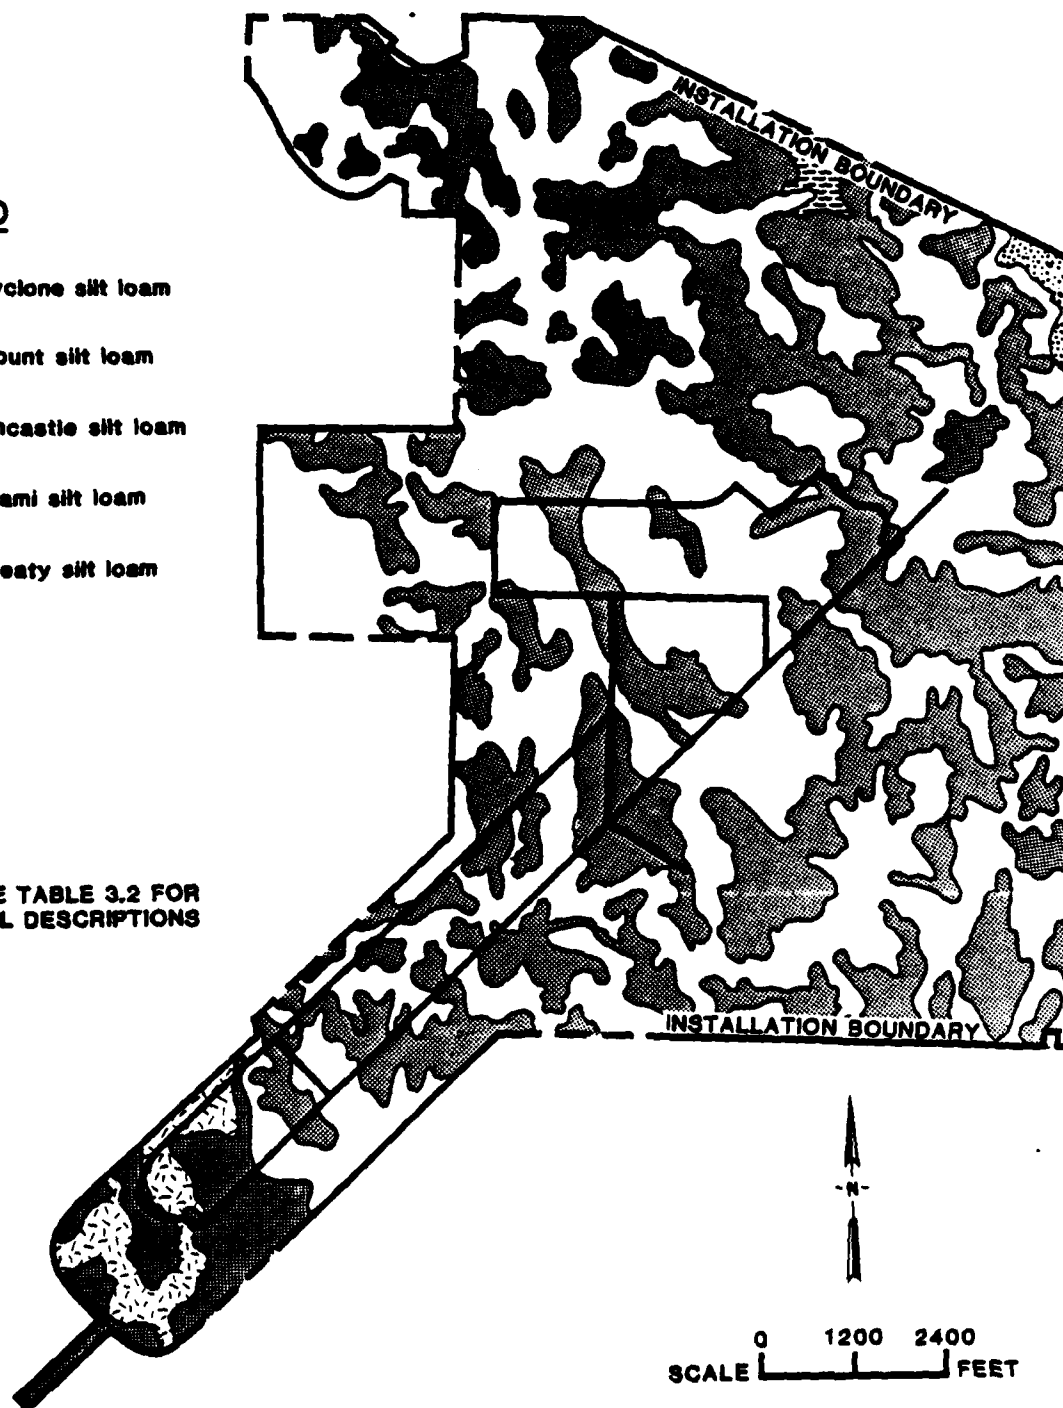 D
yclone silt loam
ount silt loam
ncastle silt loam
ami silt loam
eaty silt loam
E TABLE 3.2 FOR
L DESCRIPTIONS
INSTALLATION BOUNDARY
INSTALLATION BOUNDARY
-N-
0 1200 2400
SCALE FEET